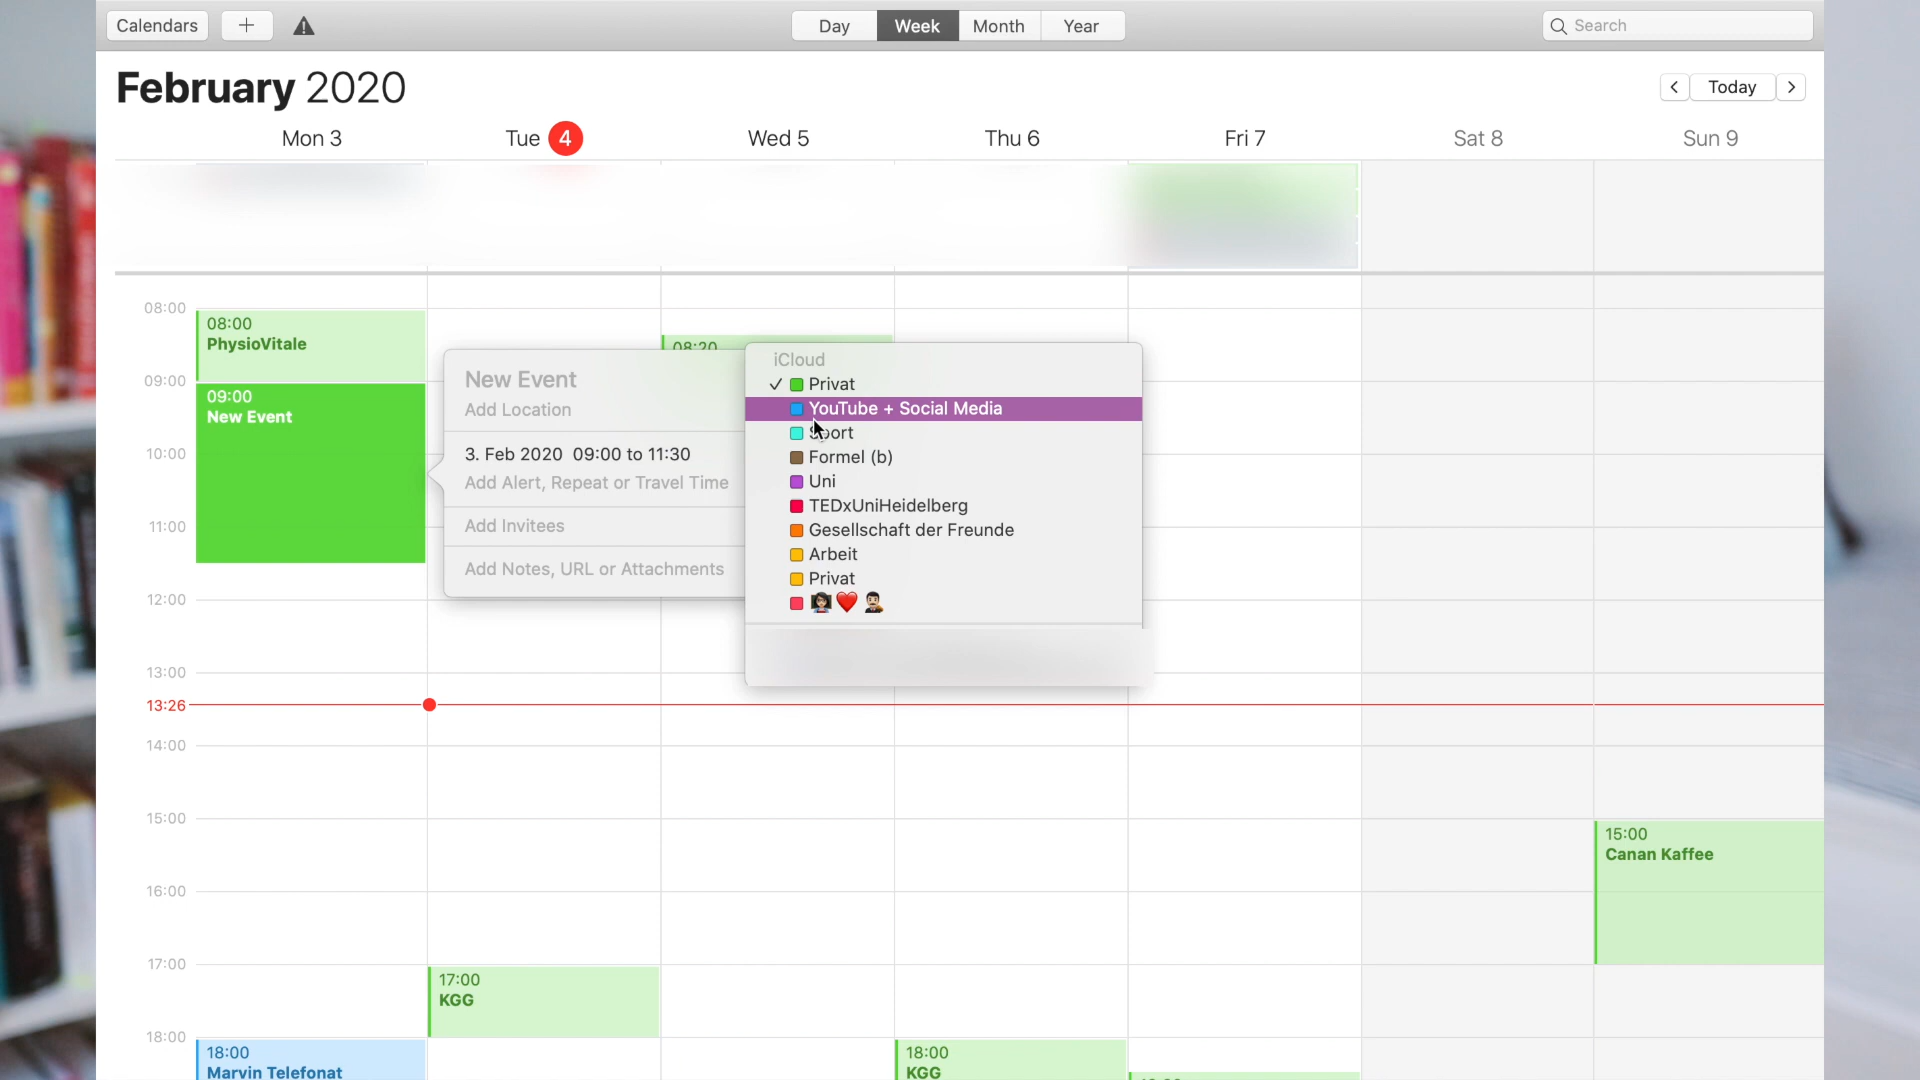 Calendars
+
Day Week Month Year
Search
February 2020
Today
Mon 3
Tue 4
Wed 5
Thu 6
Fri 7
Sat 8
Sun 9
08:00
09:00
10:00
11:00
12:00
13:00
13:26
14:00
15:00
16:00
17:00
18:00
08:00
PhysioVitale
09:00
New Event
18:00
Marvin Telefonat
17:00
KGG
08:20
18:00
KGG
15:00
Canan Kaffee
New Event
Add Location
3. Feb 2020 09:00 to 11:30
Add Alert, Repeat or Travel Time
Add Invitees
Add Notes, URL or Attachments
iCloud
✓ Privat
YouTube + Social Media
Sport
Formel (b)
Uni
TEDxUniHeidelberg
Gesellschaft der Freunde
Arbeit
Privat